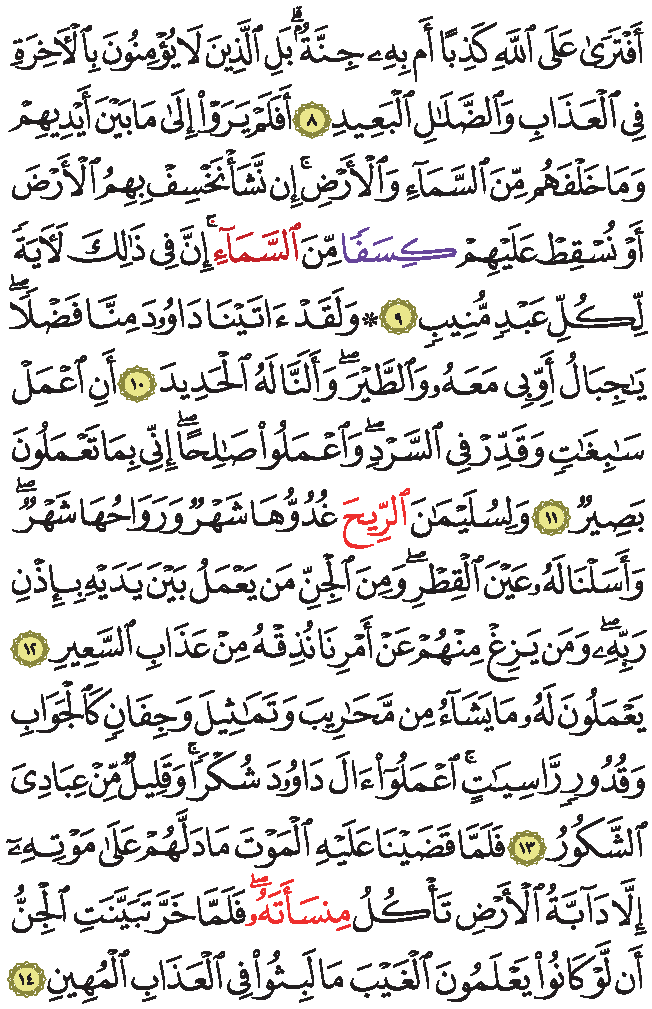 أَفْتَرَىٰ عَلَى ٱللَّهِ كَذِبًا أَم بِهِۦ جِنَّةُۢ ۗ بَلِ ٱلَّذِينَ لَا يُؤْمِنُونَ بِٱلْأَخِرَةِ
فِى ٱلْعَذَابِ وَٱلضَّلَـٰلِ ٱلْبَعِيدِ ٨ أَفَلَمْ يَرَوْا۟ إِلَىٰ مَا بَيْنَ أَيْدِيهِمْ
وَمَا خَلْفَهُم مِّنَ ٱلسَّمَآءِ وَٱلْأَرْضِ ۚ إِن نَّشَأْ نَخْسِفْ بِهِمُ ٱلْأَرْضَ
أَوْ نُسْقِطْ عَلَيْهِمْ كِسَفًا مِّنَ ٱلسَّمَآءِ ۚ إِنَّ فِى ذَٰلِكَ لَـَٔايَةً
لِّكُلِّ عَبْدٍ مُّنِيبٍ ٩ * وَلَقَدْ ءَاتَيْنَا دَاوُۥدَ مِنَّا فَضْلًا ۖ
يَـٰجِبَالُ أَوِّبِى مَعَهُۥ وَٱلطَّيْرَ ۖ وَأَلَنَّا لَهُ ٱلْحَدِيدَ ١٠ أَنِ ٱعْمَلْ
سَـٰبِغَـٰتٍ وَقَدِّرْ فِى ٱلسَّرْدِ ۖ وَٱعْمَلُوا۟ صَـٰلِحًا ۖ إِنِّى بِمَا تَعْمَلُونَ
بَصِيرٌ ١١ وَلِسُلَيْمَـٰنَ ٱلرِّيحَ غُدُوُّهَا شَهْرٌ وَرَوَاحُهَا شَهْرٌ ۖ
وَأَسَلْنَا لَهُۥ عَيْنَ ٱلْقِطْرِ ۖ وَمِنَ ٱلْجِنِّ مَن يَعْمَلُ بَيْنَ يَدَيْهِ بِإِذْنِ
رَبِّهِۦ ۖ وَمَن يَزِغْ مِنْهُمْ عَنْ أَمْرِنَا نُذِقْهُ مِنْ عَذَابِ ٱلسَّعِيرِ ١٢
يَعْمَلُونَ لَهُۥ مَا يَشَآءُ مِن مَّحَـٰرِيبَ وَتَمَـٰثِيلَ وَجِفَانٍ كَٱلْجَوَابِ
وَقُدُورٍ رَّاسِيَـٰتٍ ۚ ٱعْمَلُوٓا۟ ءَالَ دَاوُۥدَ شُكْرًا ۚ وَقَلِيلٌ مِّنْ عِبَادِىَ
ٱلشَّكُورُ ١٣ فَلَمَّا قَضَيْنَا عَلَيْهِ ٱلْمَوْتَ مَا دَلَّهُمْ عَلَىٰ مَوْتِهِۦٓ
إِلَّا دَآبَّةُ ٱلْأَرْضِ تَأْكُلُ مِنسَأَتَهُۥ ۖ فَلَمَّا خَرَّ تَبَيَّنَتِ ٱلْجِنُّ
أَن لَّوْ كَانُوا۟ يَعْلَمُونَ ٱلْغَيْبَ مَا لَبِثُوا۟ فِى ٱلْعَذَابِ ٱلْمُهِينِ ١٤